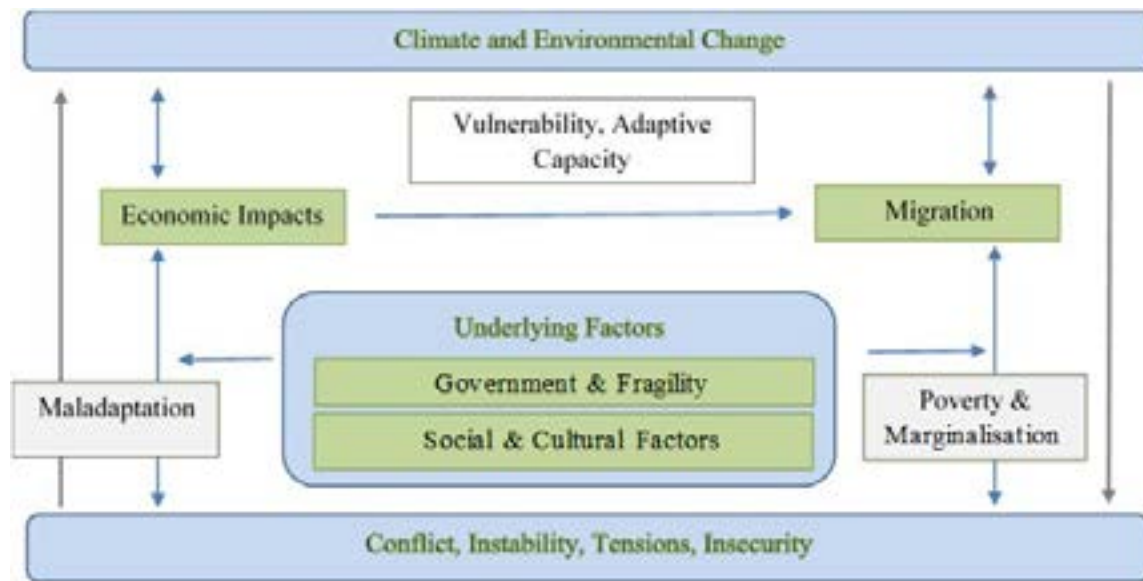 Climate and Environmental Change
Vulnerability, Adaptive
Capacity
Economic Impacts
Migration
Underlying Factors
Government & Fragility
Social & Cultural Factors
Maladaptation
Poverty &
Marginalisation
Conflict, Instability, Tensions, Insecurity